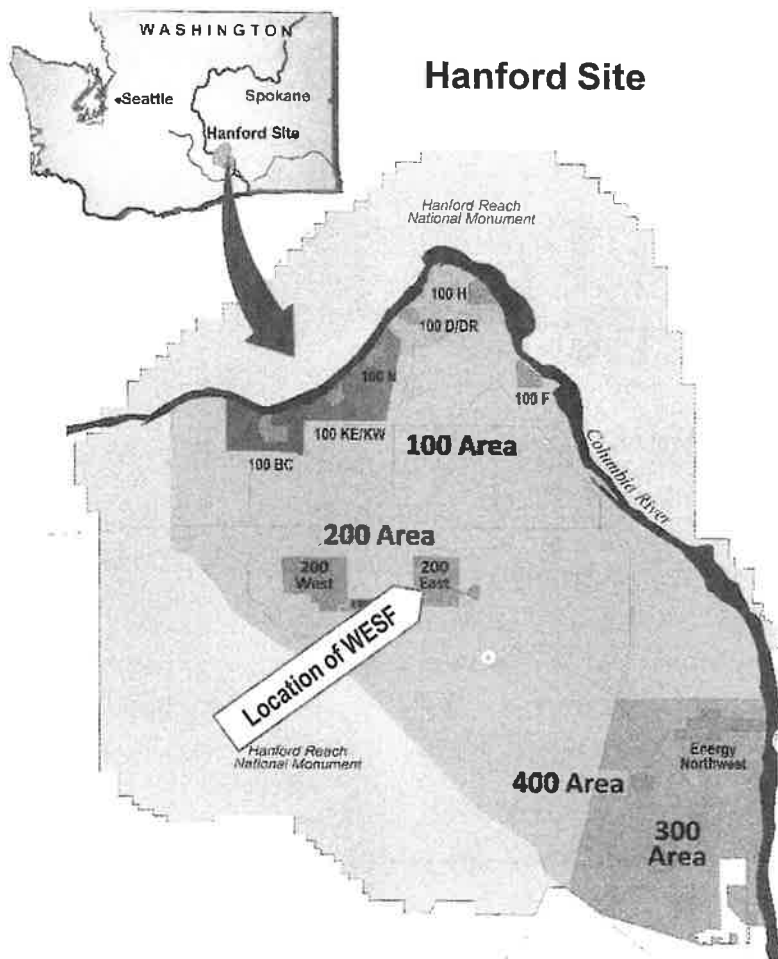 WASHINGTON
Seattle
Spokane
Hanford Site
Hanford Site
Hanford Reach
National Monument
100 H
100 D/DR
100 N
100 F
100 KE/KW
100 BC
100 Area
Columbia River
200 Area
200
West
200
East
Location of WESF
Hanford Reach
National Monument
Energy
Northwest
400 Area
300
Area